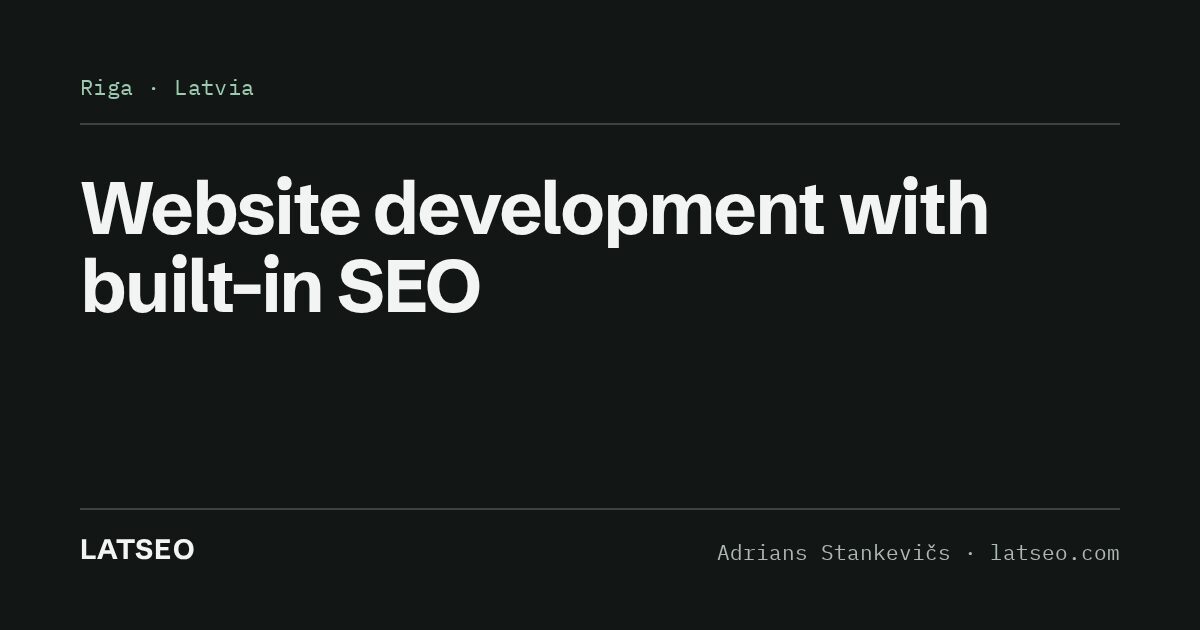 Riga · Latvia
Website development with
built-in SEO
LATSEO
Adrians Stankevičs · latseo.com